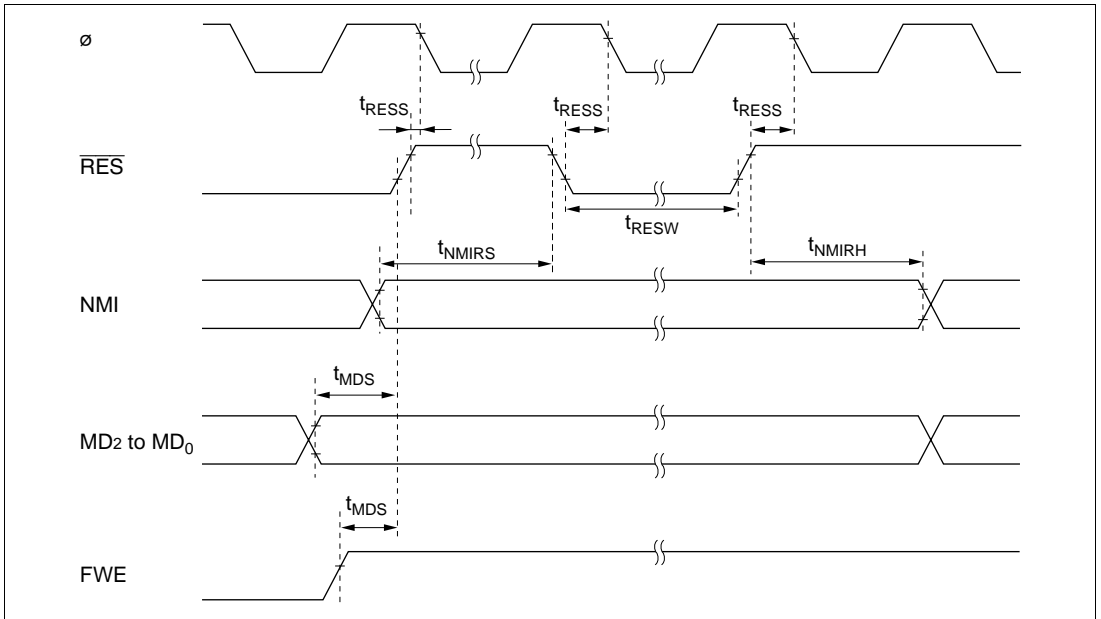 ø
tRESS tRESS tRESS
RES
tRESW
tNMIRS tNMIRH
NMI
tMDS
MD2 to MD0
tMDS
FWE